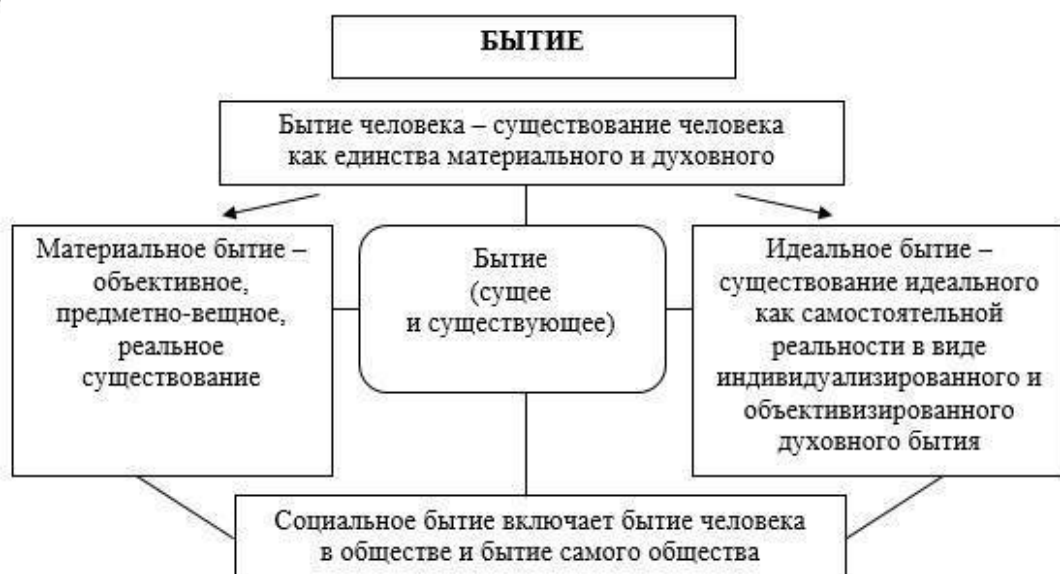 БЫТИЕ
Бытие человека – существование человека
как единства материального и духовного
Материальное бытие –
объективное,
предметно-вещное,
реальное
существование
Бытие
(сущее
и существующее)
Идеальное бытие –
существование идеального
как самостоятельной
реальности в виде
индивидуализированного и
объективизированного
духовного бытия
Социальное бытие включает бытие человека
в обществе и бытие самого общества